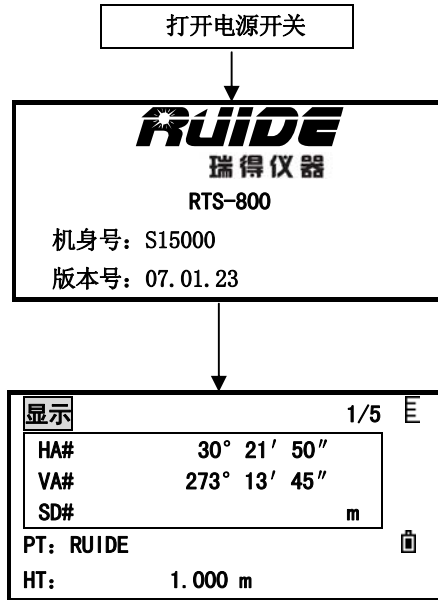 打开电源开关
RUIDE
瑞得仪器
RTS-800
机身号：S15000
版本号：07.01.23
显示 1/5
HA# 30° 21′ 50″
VA# 273° 13′ 45″
SD# m
PT: RUIDE
HT: 1.000 m